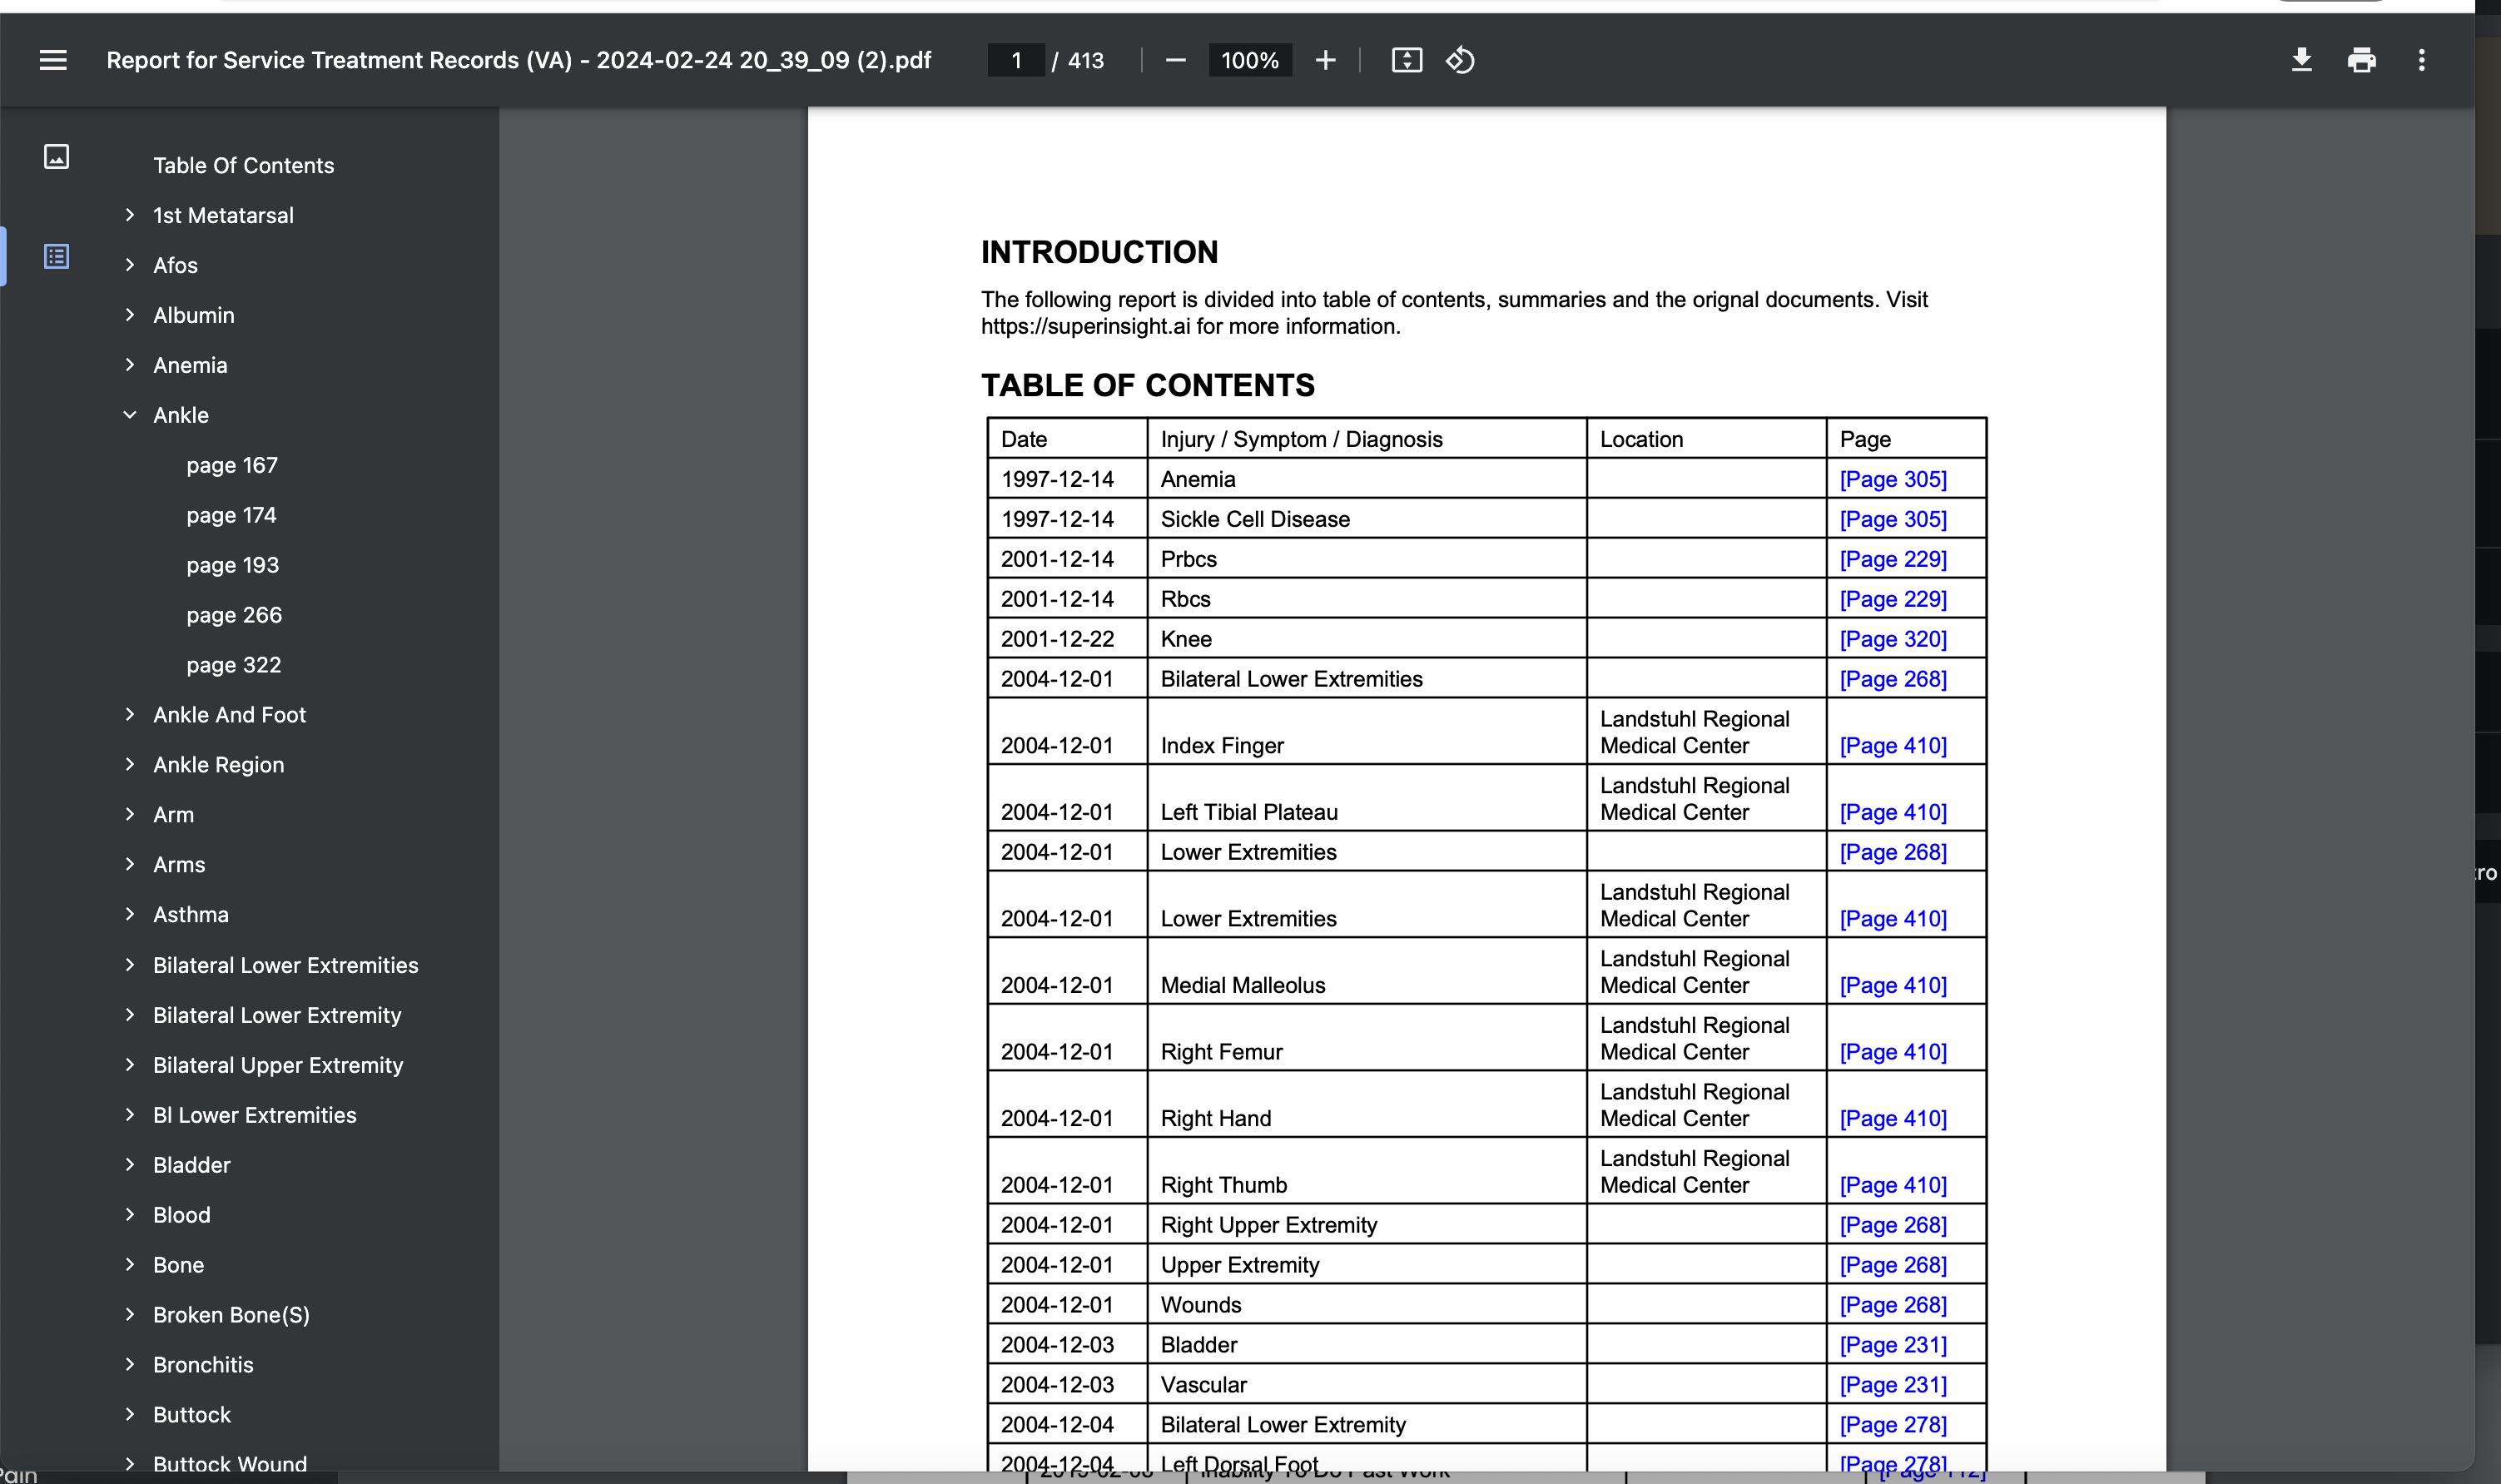 Report for Service Treatment Records (VA) - 2024-02-24 20_39_09 (2).pdf
1 / 413
100%
Table Of Contents
1st Metatarsal
Afos
Albumin
Anemia
Ankle
page 167
page 174
page 193
page 266
page 322
Ankle And Foot
Ankle Region
Arm
Arms
Asthma
Bilateral Lower Extremities
Bilateral Lower Extremity
Bilateral Upper Extremity
Bl Lower Extremities
Bladder
Blood
Bone
Broken Bone(S)
Bronchitis
Buttock
Buttock Wound
INTRODUCTION
The following report is divided into table of contents, summaries and the orignal documents. Visit
https://superinsight.ai for more information.
TABLE OF CONTENTS
Date Injury / Symptom / Diagnosis Location Page
1997-12-14 Anemia [Page 305]
1997-12-14 Sickle Cell Disease [Page 305]
2001-12-14 Prbcs [Page 229]
2001-12-14 Rbcs [Page 229]
2001-12-22 Knee [Page 320]
2004-12-01 Bilateral Lower Extremities [Page 268]
Landstuhl Regional
2004-12-01 Index Finger Medical Center [Page 410]
Landstuhl Regional
2004-12-01 Left Tibial Plateau Medical Center [Page 410]
2004-12-01 Lower Extremities [Page 268]
Landstuhl Regional
2004-12-01 Lower Extremities Medical Center [Page 410]
Landstuhl Regional
2004-12-01 Medial Malleolus Medical Center [Page 410]
Landstuhl Regional
2004-12-01 Right Femur Medical Center [Page 410]
Landstuhl Regional
2004-12-01 Right Hand Medical Center [Page 410]
Landstuhl Regional
2004-12-01 Right Thumb Medical Center [Page 410]
2004-12-01 Right Upper Extremity [Page 268]
2004-12-01 Upper Extremity [Page 268]
2004-12-01 Wounds [Page 268]
2004-12-03 Bladder [Page 231]
2004-12-03 Vascular [Page 231]
2004-12-04 Bilateral Lower Extremity [Page 278]
2004-12-04 Left Dorsal Foot [Page 278]